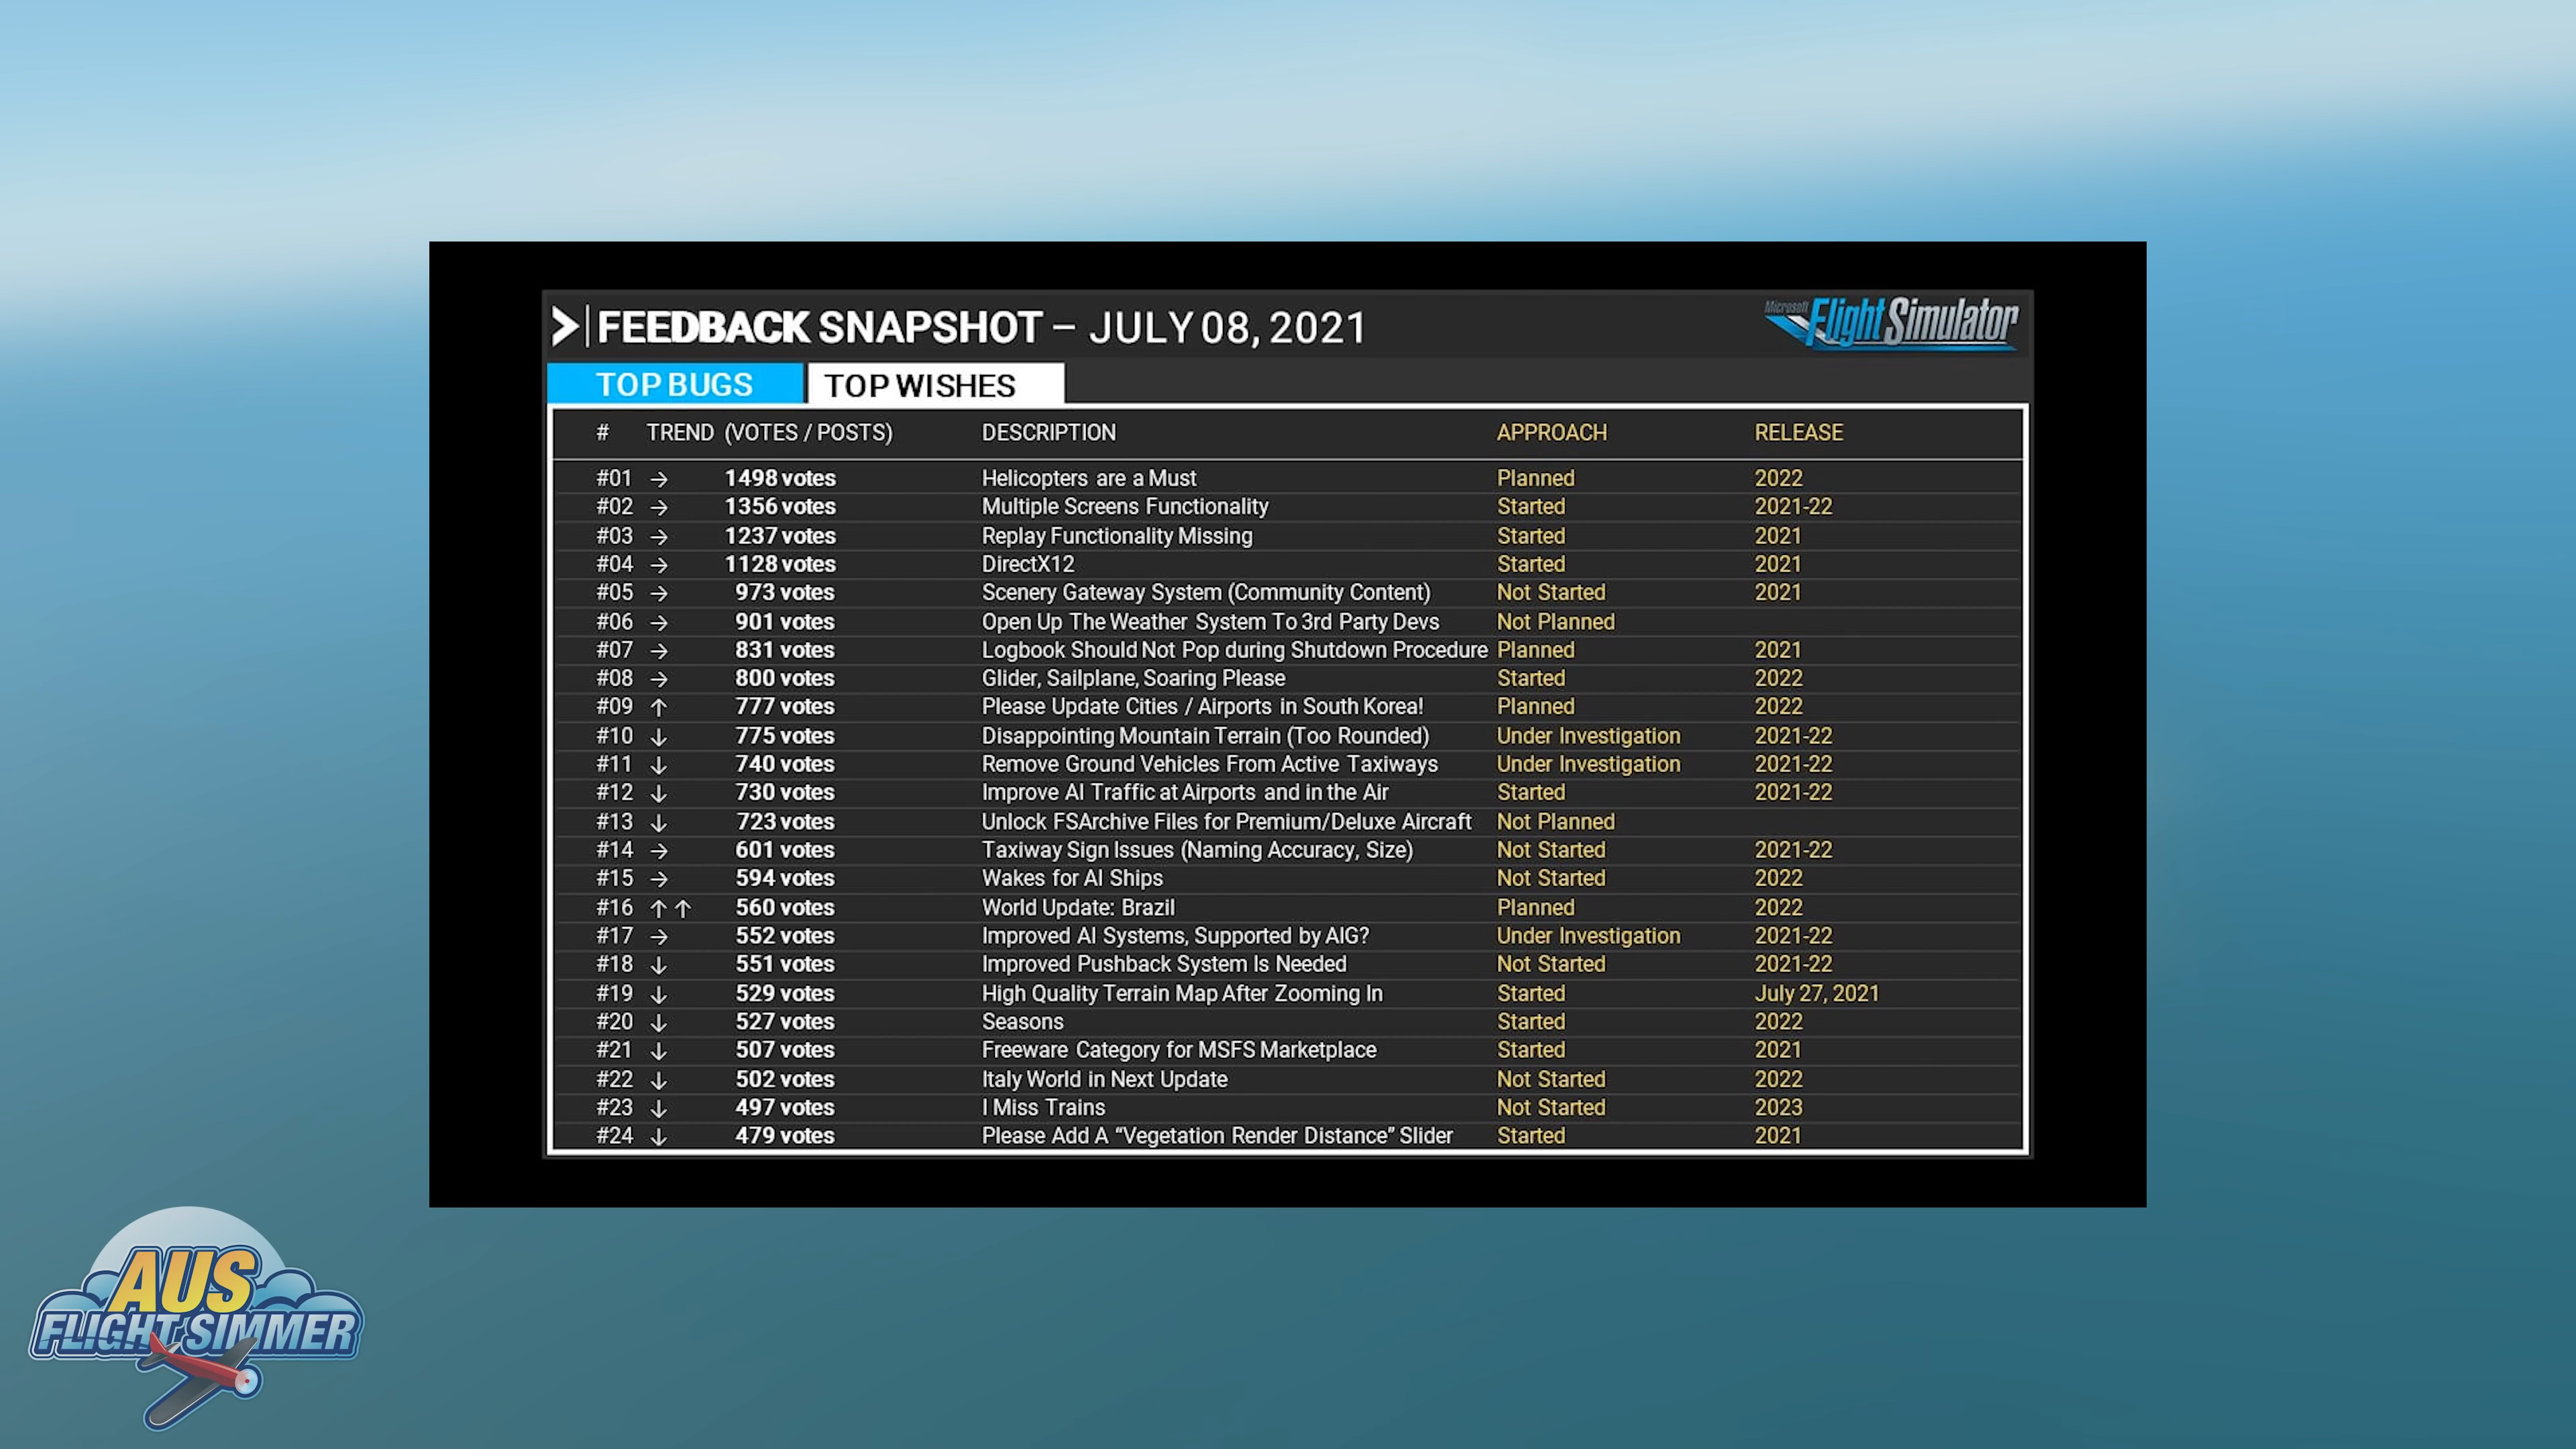 FEEDBACK SNAPSHOT – JULY 08, 2021
Microsoft Flight Simulator
TOP BUGS TOP WISHES
# TREND (VOTES / POSTS) DESCRIPTION APPROACH RELEASE
#01 → 1498 votes Helicopters are a Must Planned 2022
#02 → 1356 votes Multiple Screens Functionality Started 2021-22
#03 → 1237 votes Replay Functionality Missing Started 2021
#04 → 1128 votes DirectX12 Started 2021
#05 → 973 votes Scenery Gateway System (Community Content) Not Started 2021
#06 → 901 votes Open Up The Weather System To 3rd Party Devs Not Planned
#07 → 831 votes Logbook Should Not Pop during Shutdown Procedure Planned 2021
#08 → 800 votes Glider, Sailplane, Soaring Please Started 2022
#09 ↑ 777 votes Please Update Cities / Airports in South Korea! Planned 2022
#10 ↓ 775 votes Disappointing Mountain Terrain (Too Rounded) Under Investigation 2021-22
#11 ↓ 740 votes Remove Ground Vehicles From Active Taxiways Under Investigation 2021-22
#12 ↓ 730 votes Improve AI Traffic at Airports and in the Air Started 2021-22
#13 ↓ 723 votes Unlock FSArchive Files for Premium/Deluxe Aircraft Not Planned
#14 → 601 votes Taxiway Sign Issues (Naming Accuracy, Size) Not Started 2021-22
#15 → 594 votes Wakes for AI Ships Not Started 2022
#16 ↑↑ 560 votes World Update: Brazil Planned 2022
#17 → 552 votes Improved AI Systems, Supported by AIG? Under Investigation 2021-22
#18 ↓ 551 votes Improved Pushback System Is Needed Not Started 2021-22
#19 ↓ 529 votes High Quality Terrain Map After Zooming In Started July 27, 2021
#20 ↓ 527 votes Seasons Started 2022
#21 ↓ 507 votes Freeware Category for MSFS Marketplace Started 2021
#22 ↓ 502 votes Italy World in Next Update Not Started 2022
#23 ↓ 497 votes I Miss Trains Not Started 2023
#24 ↓ 479 votes Please Add A “Vegetation Render Distance” Slider Started 2021
AUS
FLIGHT SIMMER